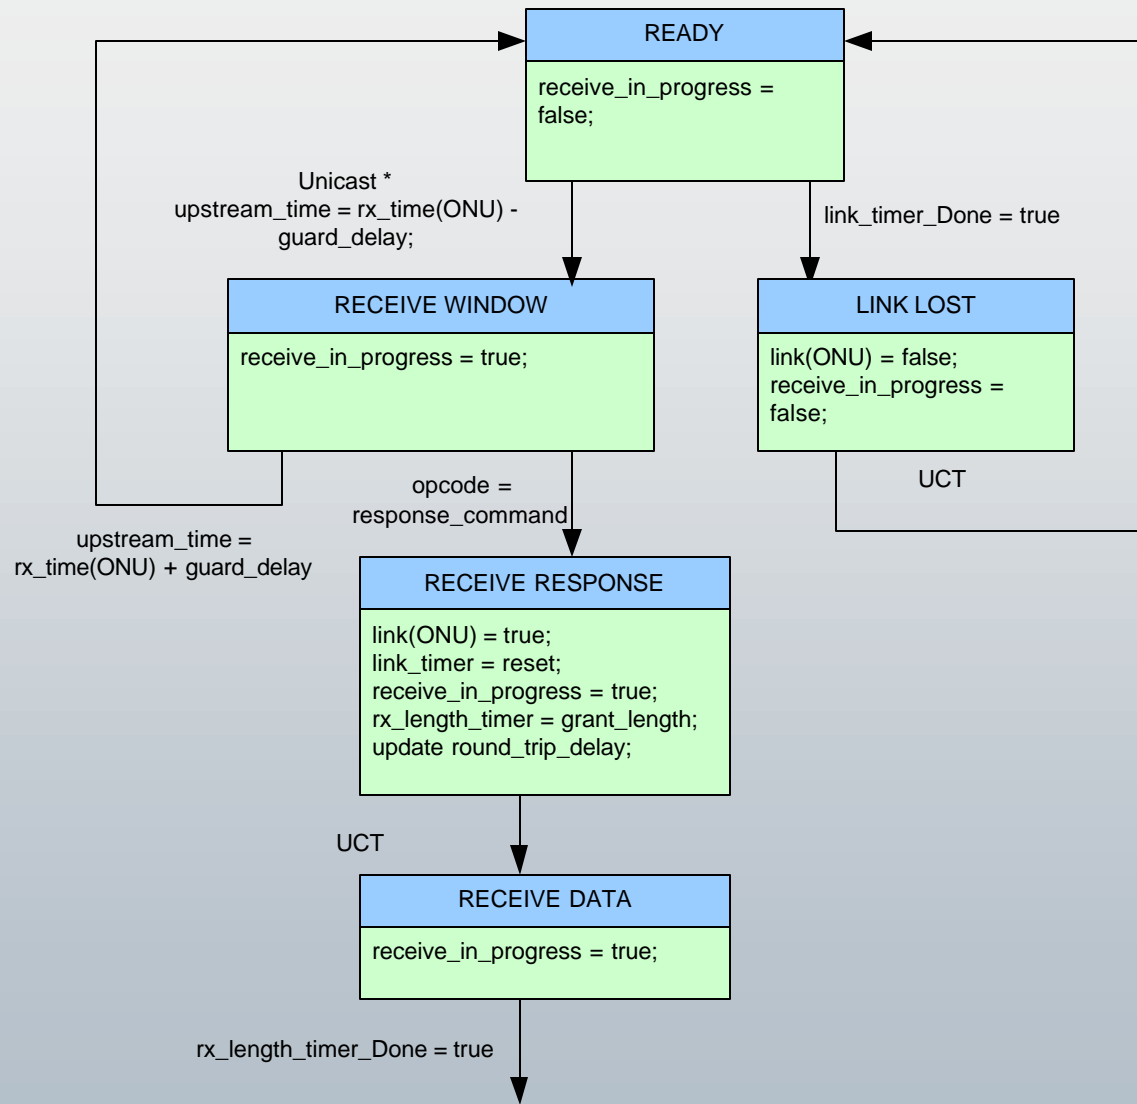 READY
receive_in_progress =
false;
Unicast *
upstream_time = rx_time(ONU) -
guard_delay;
link_timer_Done = true
RECEIVE WINDOW
receive_in_progress = true;
LINK LOST
link(ONU) = false;
receive_in_progress =
false;
opcode =
response_command
UCT
upstream_time =
rx_time(ONU) + guard_delay
RECEIVE RESPONSE
link(ONU) = true;
link_timer = reset;
receive_in_progress = true;
rx_length_timer = grant_length;
update round_trip_delay;
UCT
RECEIVE DATA
receive_in_progress = true;
rx_length_timer_Done = true